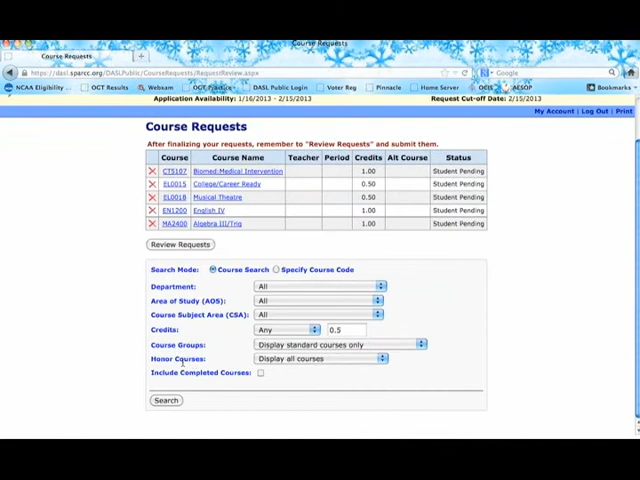 Course Requests
Course Requests
https://dasl.sparcc.org/DASLPublic/CourseRequests/RequestReview.aspx
Google
NCAA Eligibility ... OGT Results Video Voter Reg Pinnacle Home Server OCIS AESOP Bookmarks
DASL Public Login
Application Availability: 1/16/2013 - 2/15/2013 Request Cut-off Date: 2/15/2013
My Account | Log Out | Print
Course Requests
After finalizing your requests, remember to "Review Requests" and submit them.
Course Course Name Teacher Period Credits Alt Course Status
CT5107 Biomed:Medical Intervention 1.00 Student Pending
College/Career Ready 0.50 Student Pending
Musical Theatre 0.50 Student Pending
EN1200 English IV 1.00 Student Pending
MA2400 Algebra III/Trig 1.00 Student Pending
Review Requests
Search Mode: Course Search Specify Course Code
Department: All
Area of Study (AOS): All
Course Subject Area (CSA): All
Credits: Any 0.5
Course Groups: Display standard courses only
Honor Courses: Display all courses
Include Completed Courses:
Search